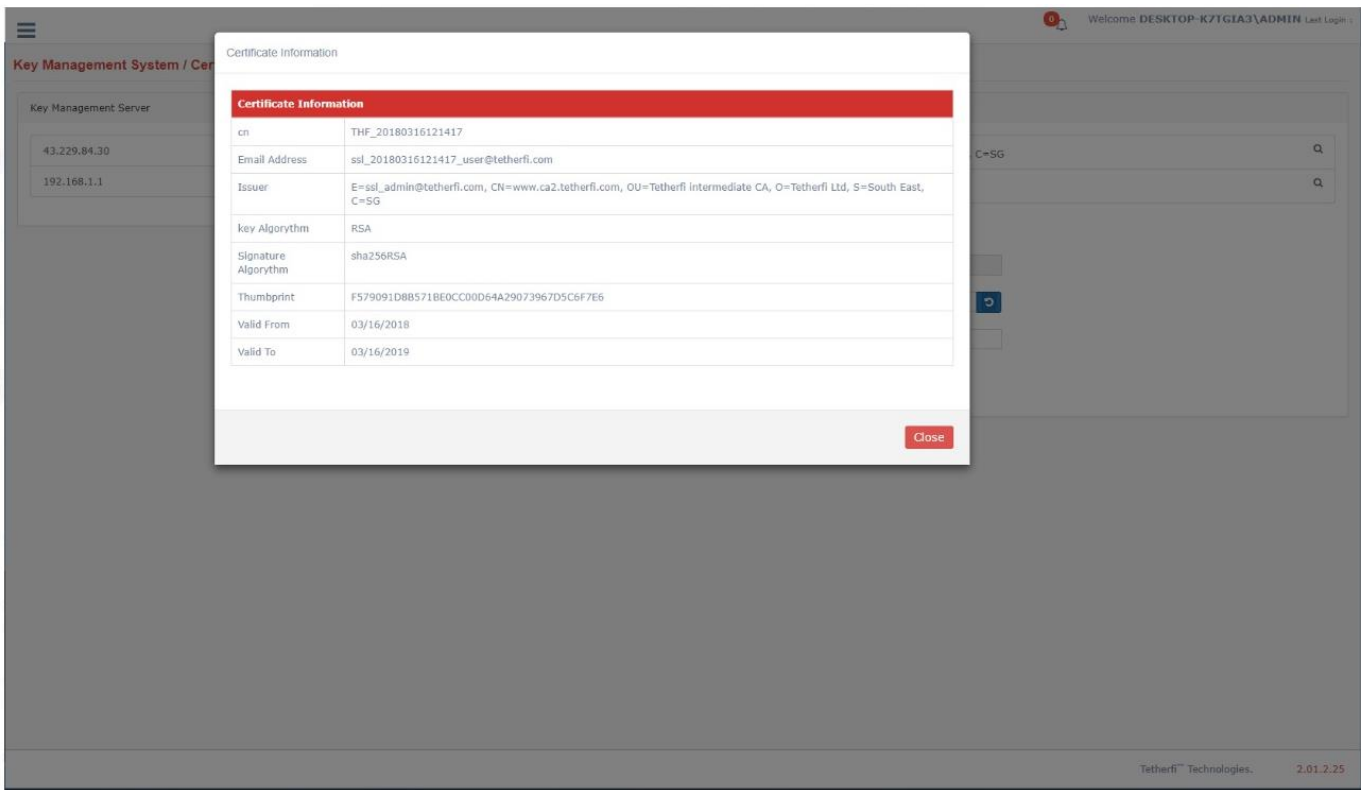 0
Welcome DESKTOP-K7TGIA3\ADMIN Last Login :
Key Management System / Cer
Key Management Server
43.229.84.30
192.168.1.1
, C=SG
Certificate Information
Certificate Information
cn THF_20180316121417
Email Address ssl_20180316121417_user@tetherfi.com
Issuer E=ssl_admin@tetherfi.com, CN=www.ca2.tetherfi.com, OU=Tetherfi intermediate CA, O=Tetherfi Ltd, S=South East,
C=SG
key Algorythm RSA
Signature sha256RSA
Algorythm
Thumbprint F579091D8B571BE0CC00D64A29073967D5C6F7E6
Valid From 03/16/2018
Valid To 03/16/2019
Close
Tetherfi™ Technologies. 2.01.2.25